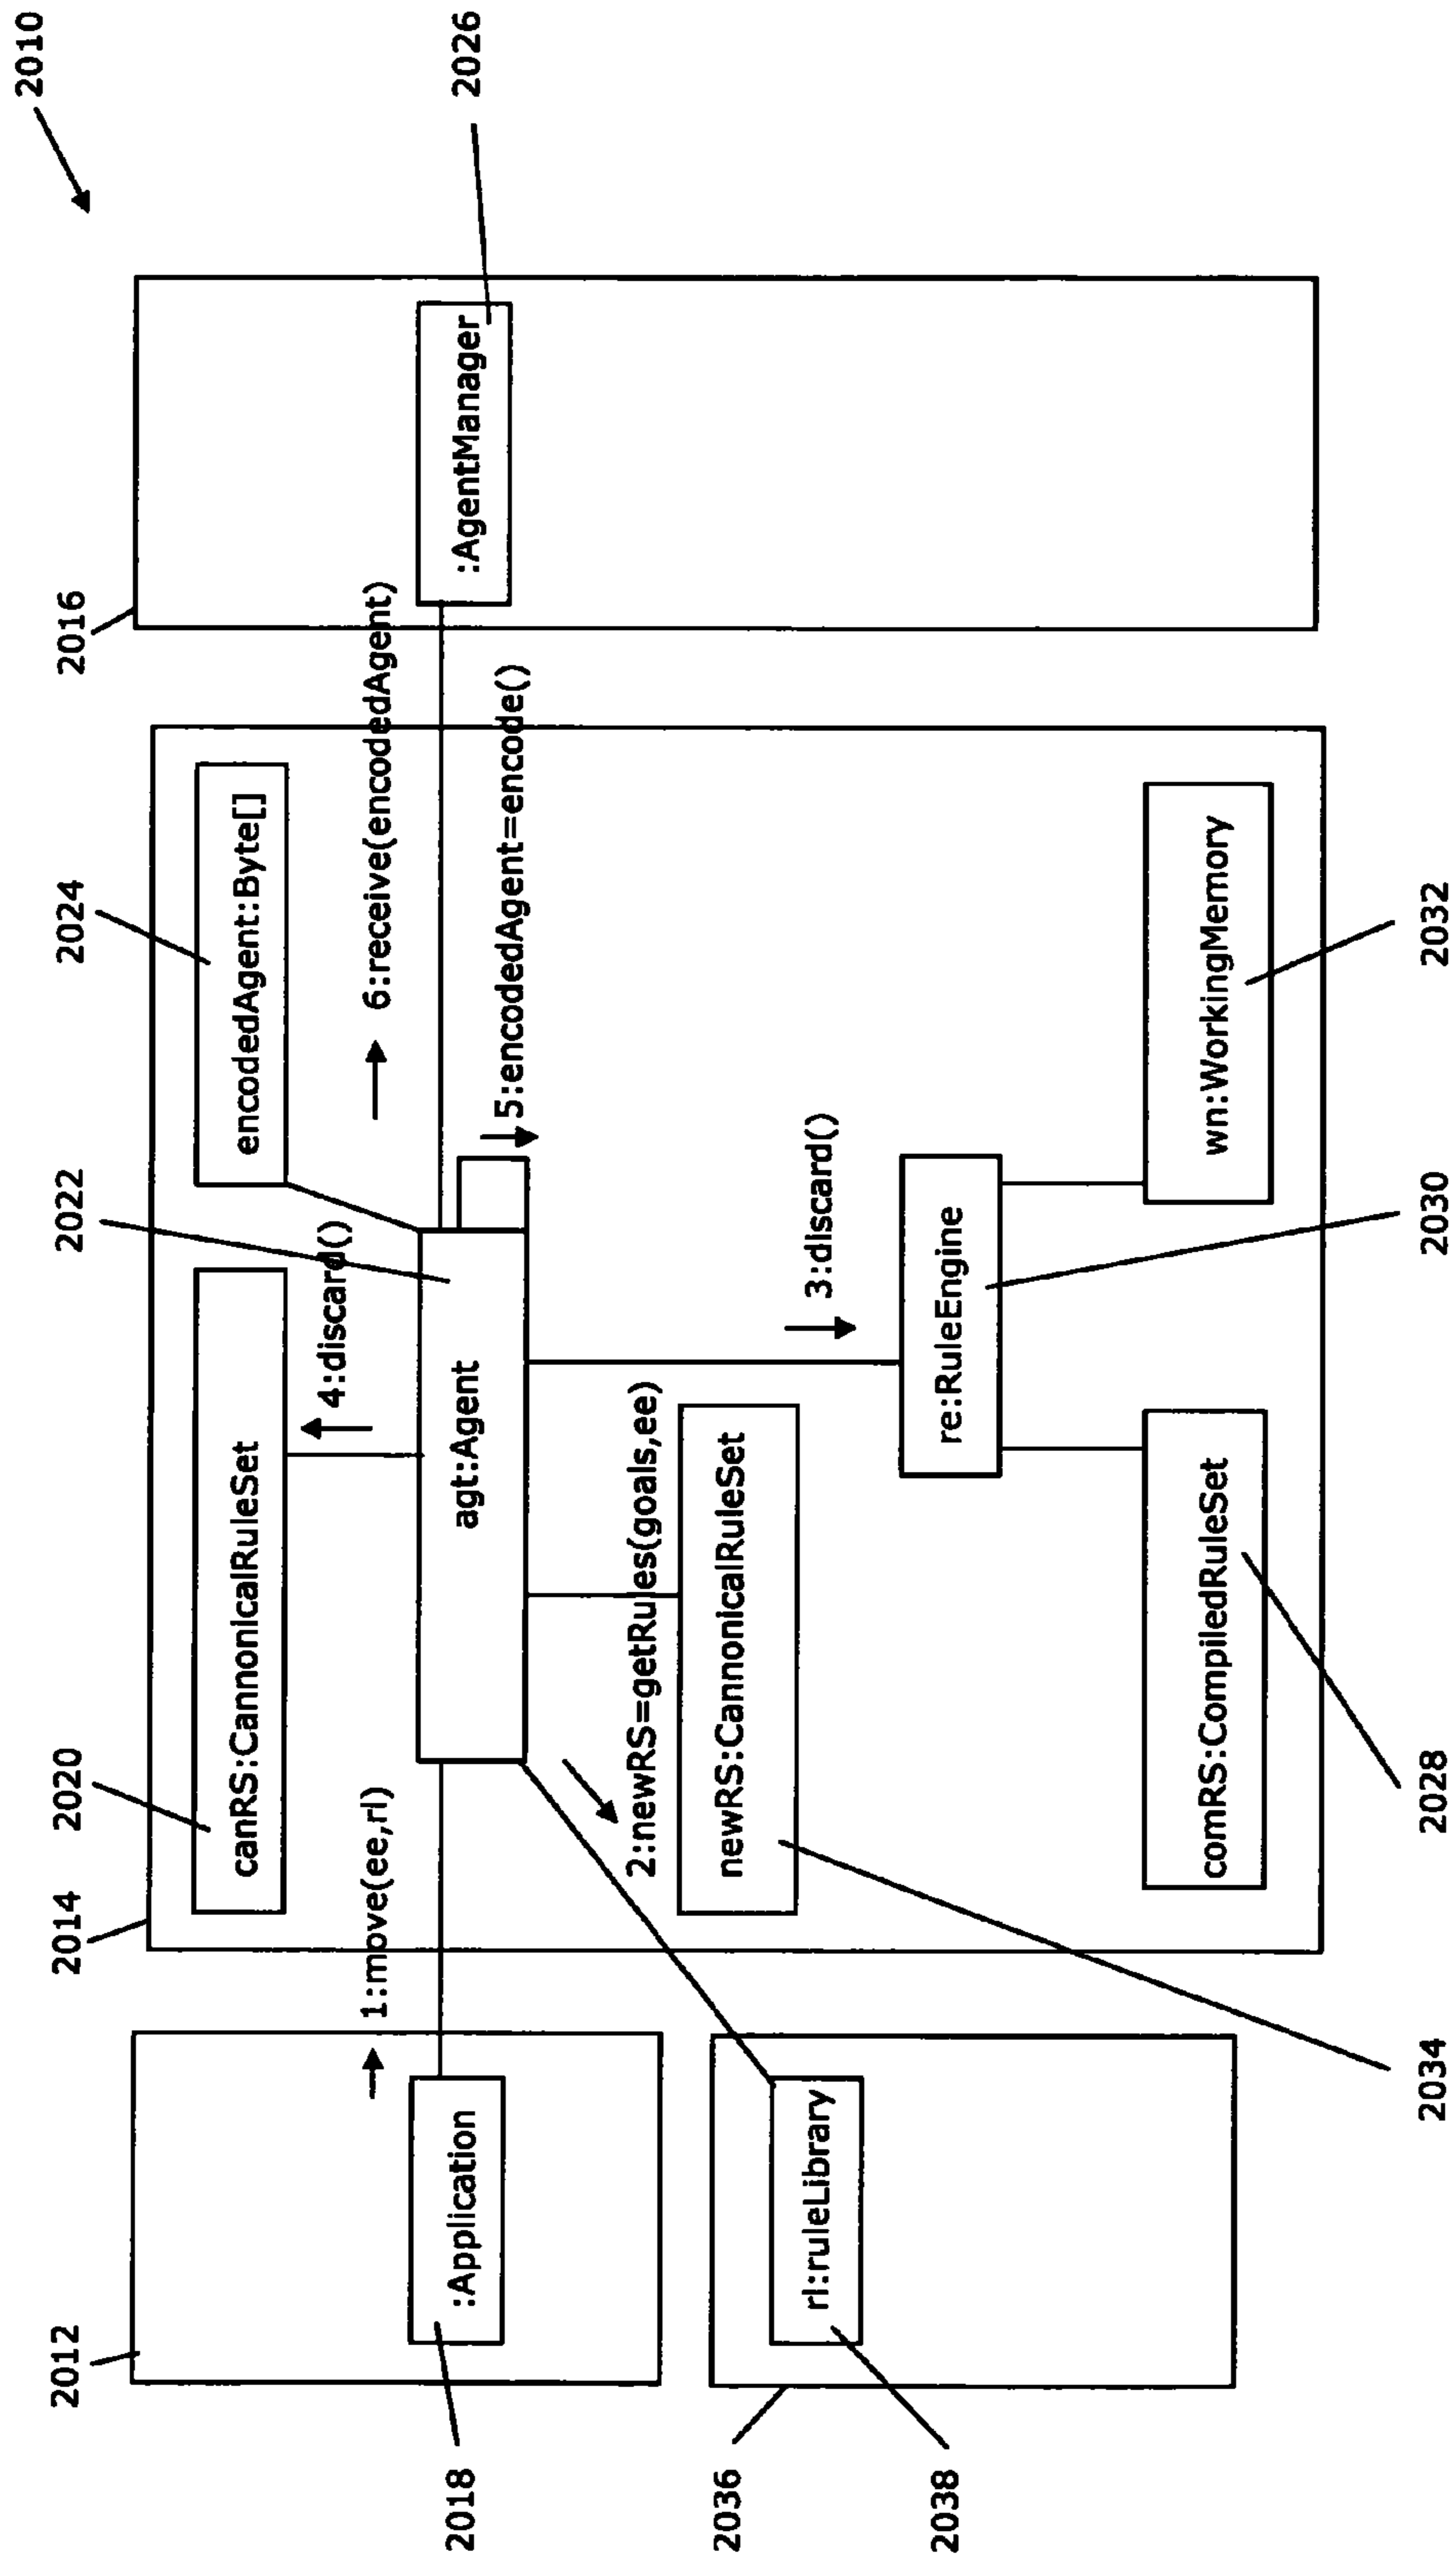 2010
2012
2014
2016
2018
:Application
1:move(ee,rl)
2020
canRS:CannonicalRuleSet
4:discard()
2022
agt:Agent
2024
encodedAgent:Byte[]
6:receive(encodedAgent)
5:encodedAgent=encode()
:AgentManager
2026
2036
rl:ruleLibrary
2038
2:newRS=getRules(goals,ee)
newRS:CannonicalRuleSet
2034
3:discard()
re:RuleEngine
2030
comRS:CompiledRuleSet
2028
wn:WorkingMemory
2032